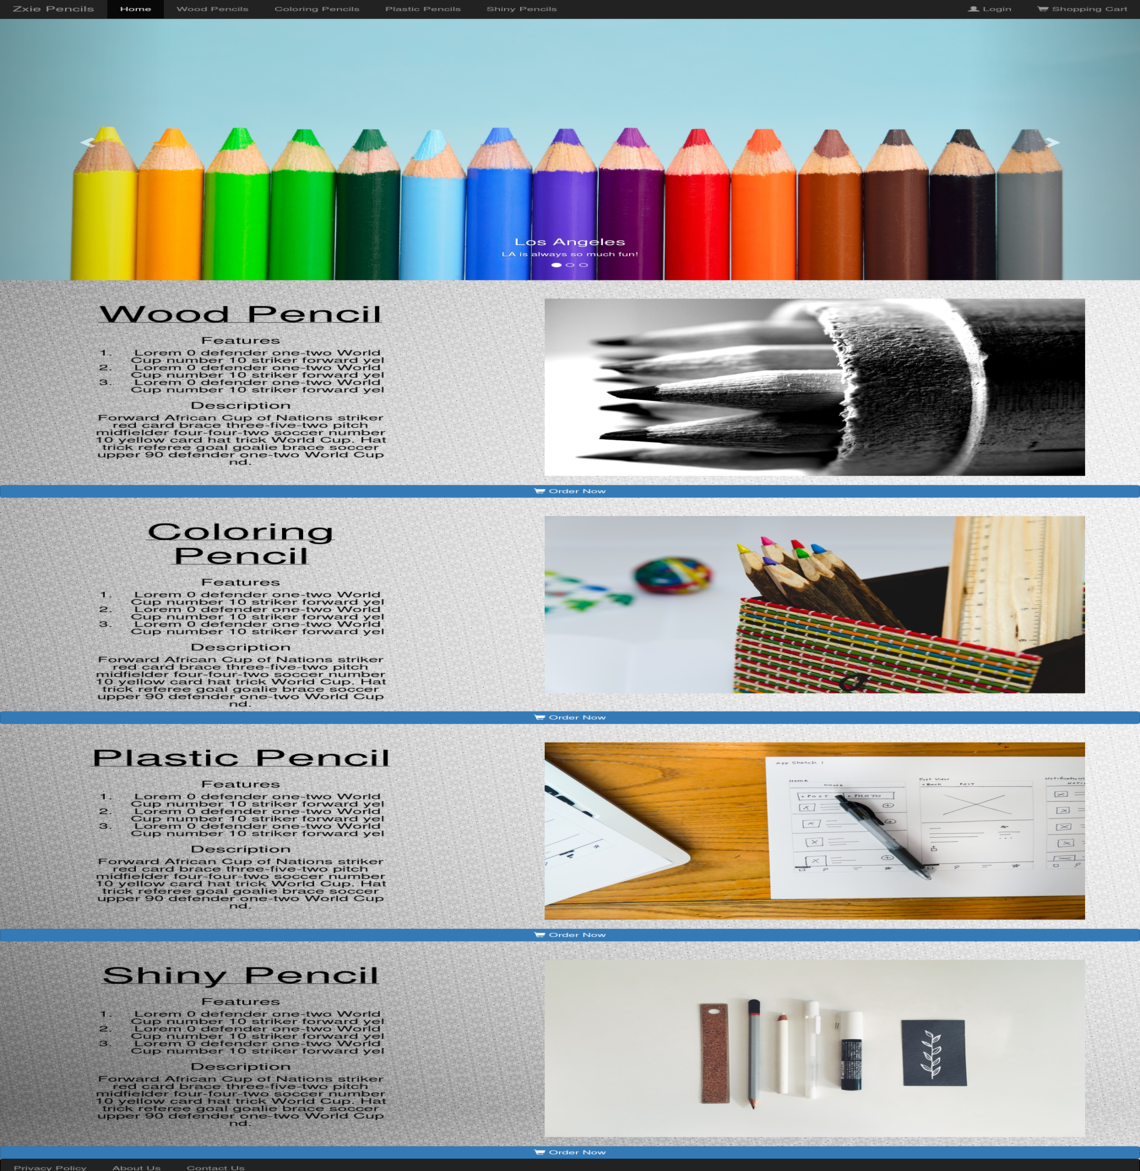 Zxie Pencils Home Wood Pencils Coloring Pencils Plastic Pencils Shiny Pencils Login Shopping Cart
Los Angeles
LA is always so much fun!
Wood Pencil
Features
1. Lorem 0 defender one-two World
Cup number 10 striker forward yel
2. Lorem 0 defender one-two World
Cup number 10 striker forward yel
3. Lorem 0 defender one-two World
Cup number 10 striker forward yel
Description
Forward African Cup of Nations striker
red card brace three-five-two pitch
midfielder four-four-two soccer number
10 yellow card hat trick World Cup. Hat
trick referee goal goalie brace soccer
upper 90 defender one-two World Cup
nd.
Order Now
Coloring
Pencil
Features
1. Lorem 0 defender one-two World
Cup number 10 striker forward yel
2. Lorem 0 defender one-two World
Cup number 10 striker forward yel
3. Lorem 0 defender one-two World
Cup number 10 striker forward yel
Description
Forward African Cup of Nations striker
red card brace three-five-two pitch
midfielder four-four-two soccer number
10 yellow card hat trick World Cup. Hat
trick referee goal goalie brace soccer
upper 90 defender one-two World Cup
nd.
Order Now
Plastic Pencil
Features
1. Lorem 0 defender one-two World
Cup number 10 striker forward yel
2. Lorem 0 defender one-two World
Cup number 10 striker forward yel
3. Lorem 0 defender one-two World
Cup number 10 striker forward yel
Description
Forward African Cup of Nations striker
red card brace three-five-two pitch
midfielder four-four-two soccer number
10 yellow card hat trick World Cup. Hat
trick referee goal goalie brace soccer
upper 90 defender one-two World Cup
nd.
App Sketch
Post View
Post
Order Now
Shiny Pencil
Features
1. Lorem 0 defender one-two World
Cup number 10 striker forward yel
2. Lorem 0 defender one-two World
Cup number 10 striker forward yel
3. Lorem 0 defender one-two World
Cup number 10 striker forward yel
Description
Forward African Cup of Nations striker
red card brace three-five-two pitch
midfielder four-four-two soccer number
10 yellow card hat trick World Cup. Hat
trick referee goal goalie brace soccer
upper 90 defender one-two World Cup
nd.
Order Now
Privacy Policy About Us Contact Us